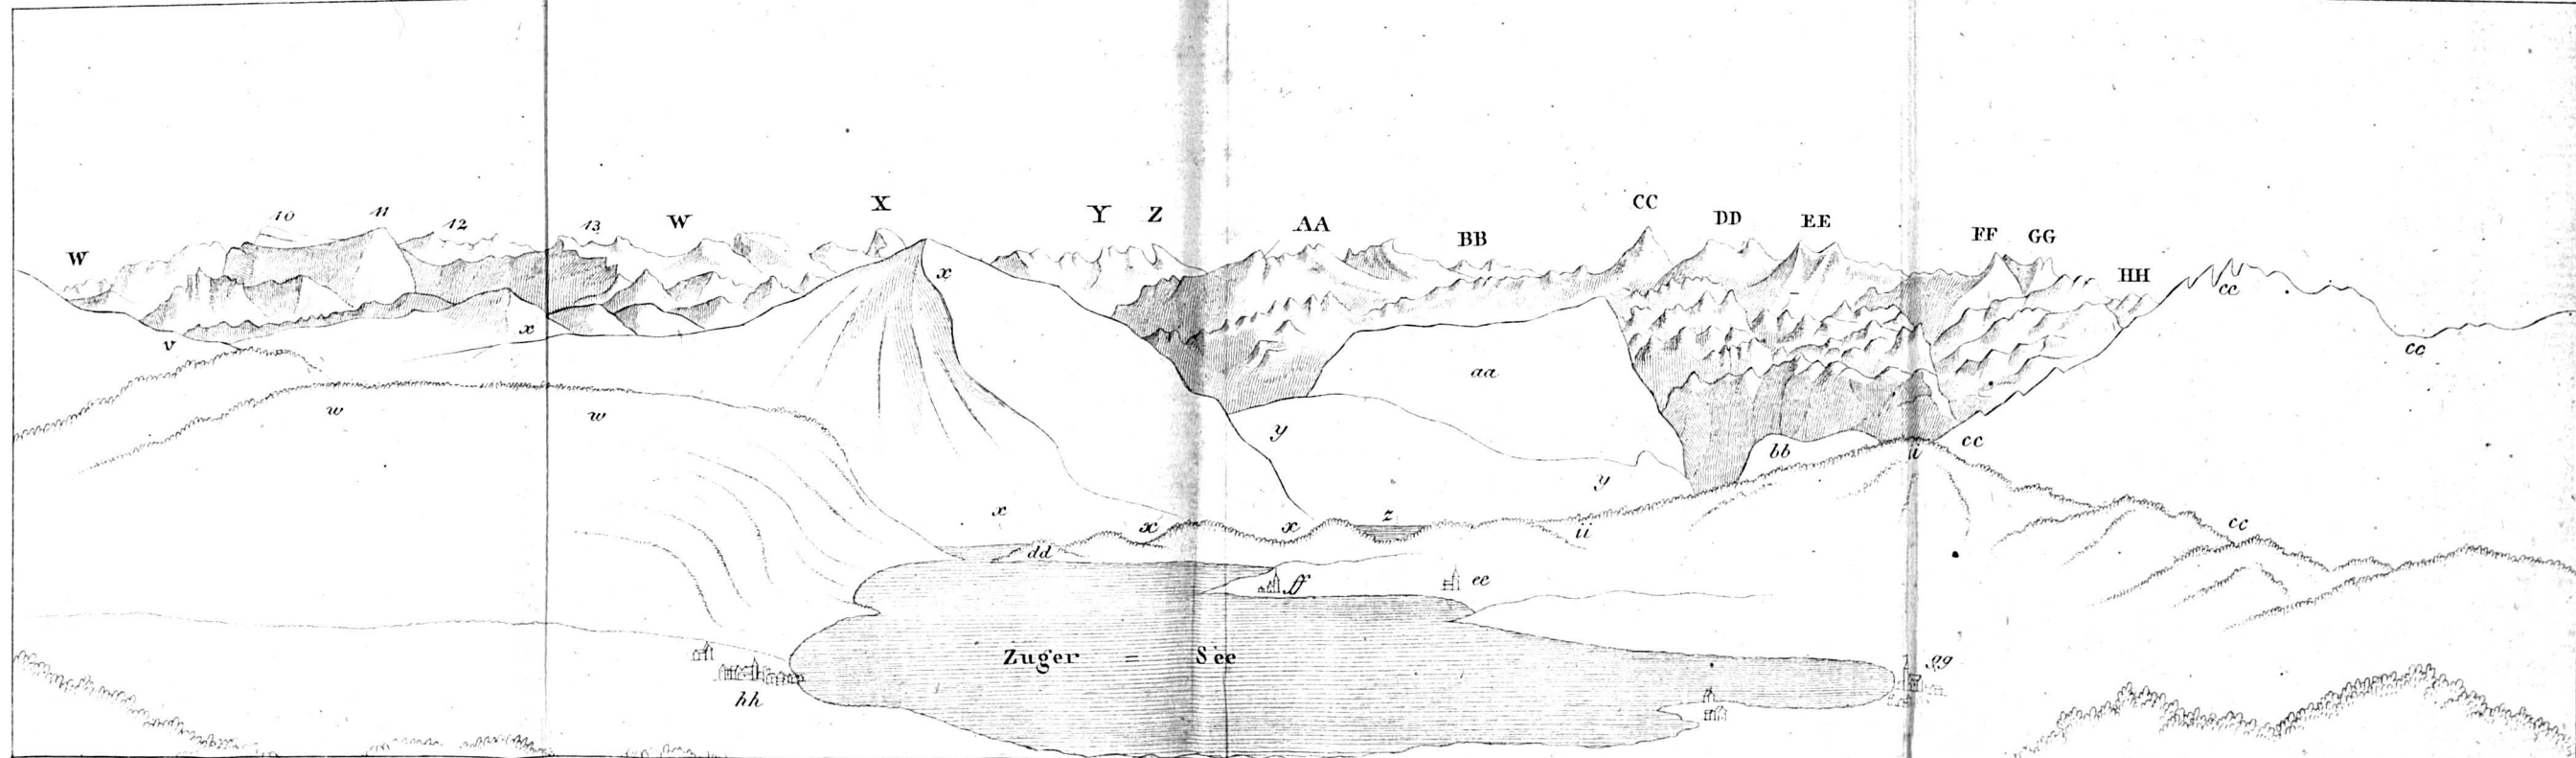 X
CC
10 11 Y Z DD
12 13 W AA EE
BB FF GG
W
x HH cc
x
v cc
aa
w w
y cc
bb ii
y
x z
x x ii cc
dd
ff ee
Zuger = See gg
hh